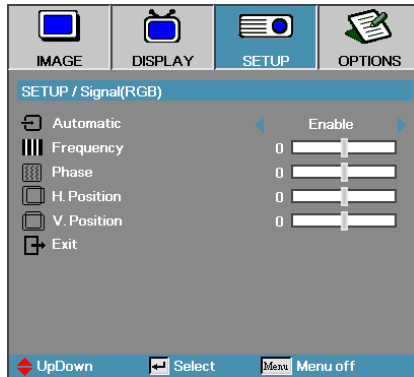 IMAGE DISPLAY SETUP OPTIONS
SETUP / Signal(RGB)
Automatic Enable
Frequency 0
Phase 0
H. Position 0
V. Position 0
Exit
UpDown Select Menu Menu off